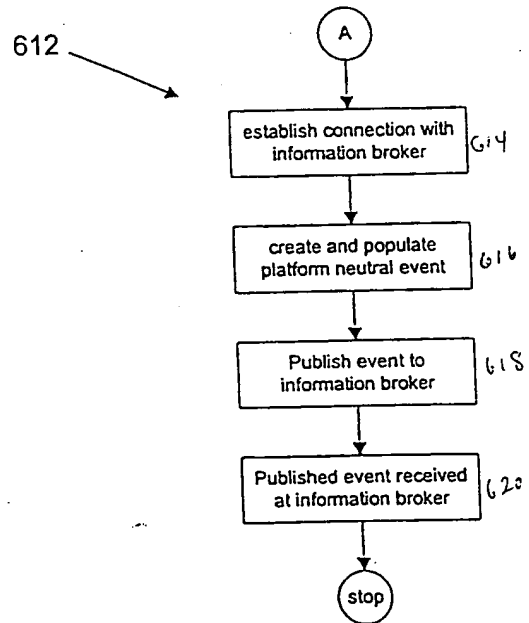 612
A
establish connection with
information broker
614
create and populate
platform neutral event
616
Publish event to
information broker
618
Published event received
at information broker
620
stop